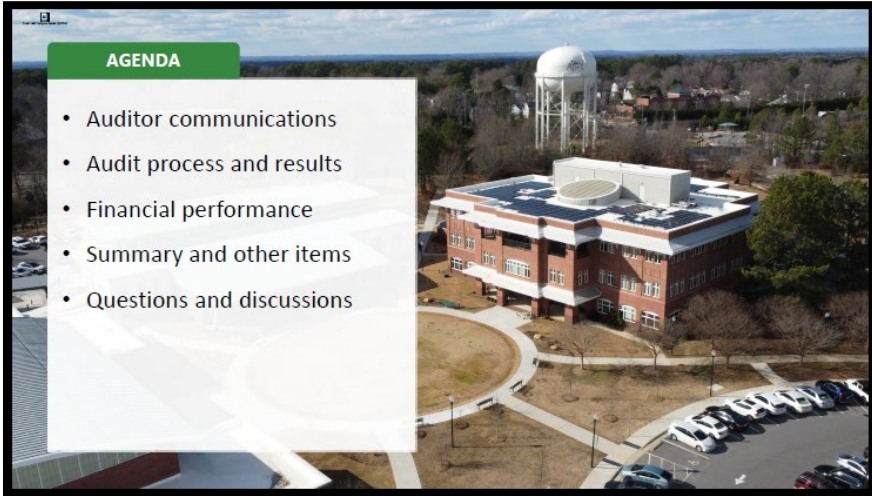 AGENDA
• Auditor communications
• Audit process and results
• Financial performance
• Summary and other items
• Questions and discussions